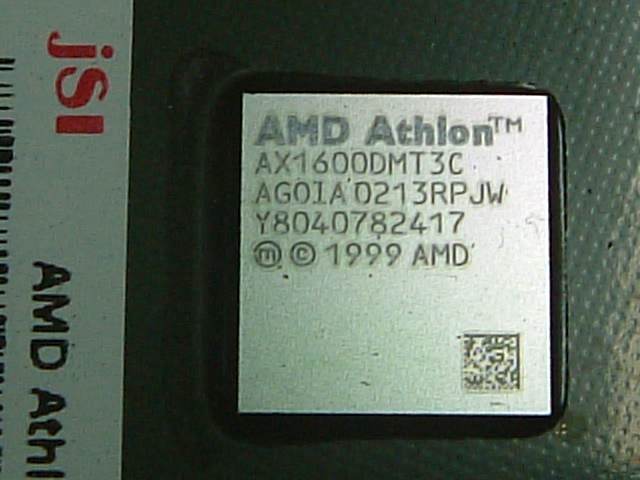 jSI
AMD Athl
AMD Athlon™
AX1600DMT3C
AGOIA 0213RPJW
Y8040782417
ⓜ © 1999 AMD